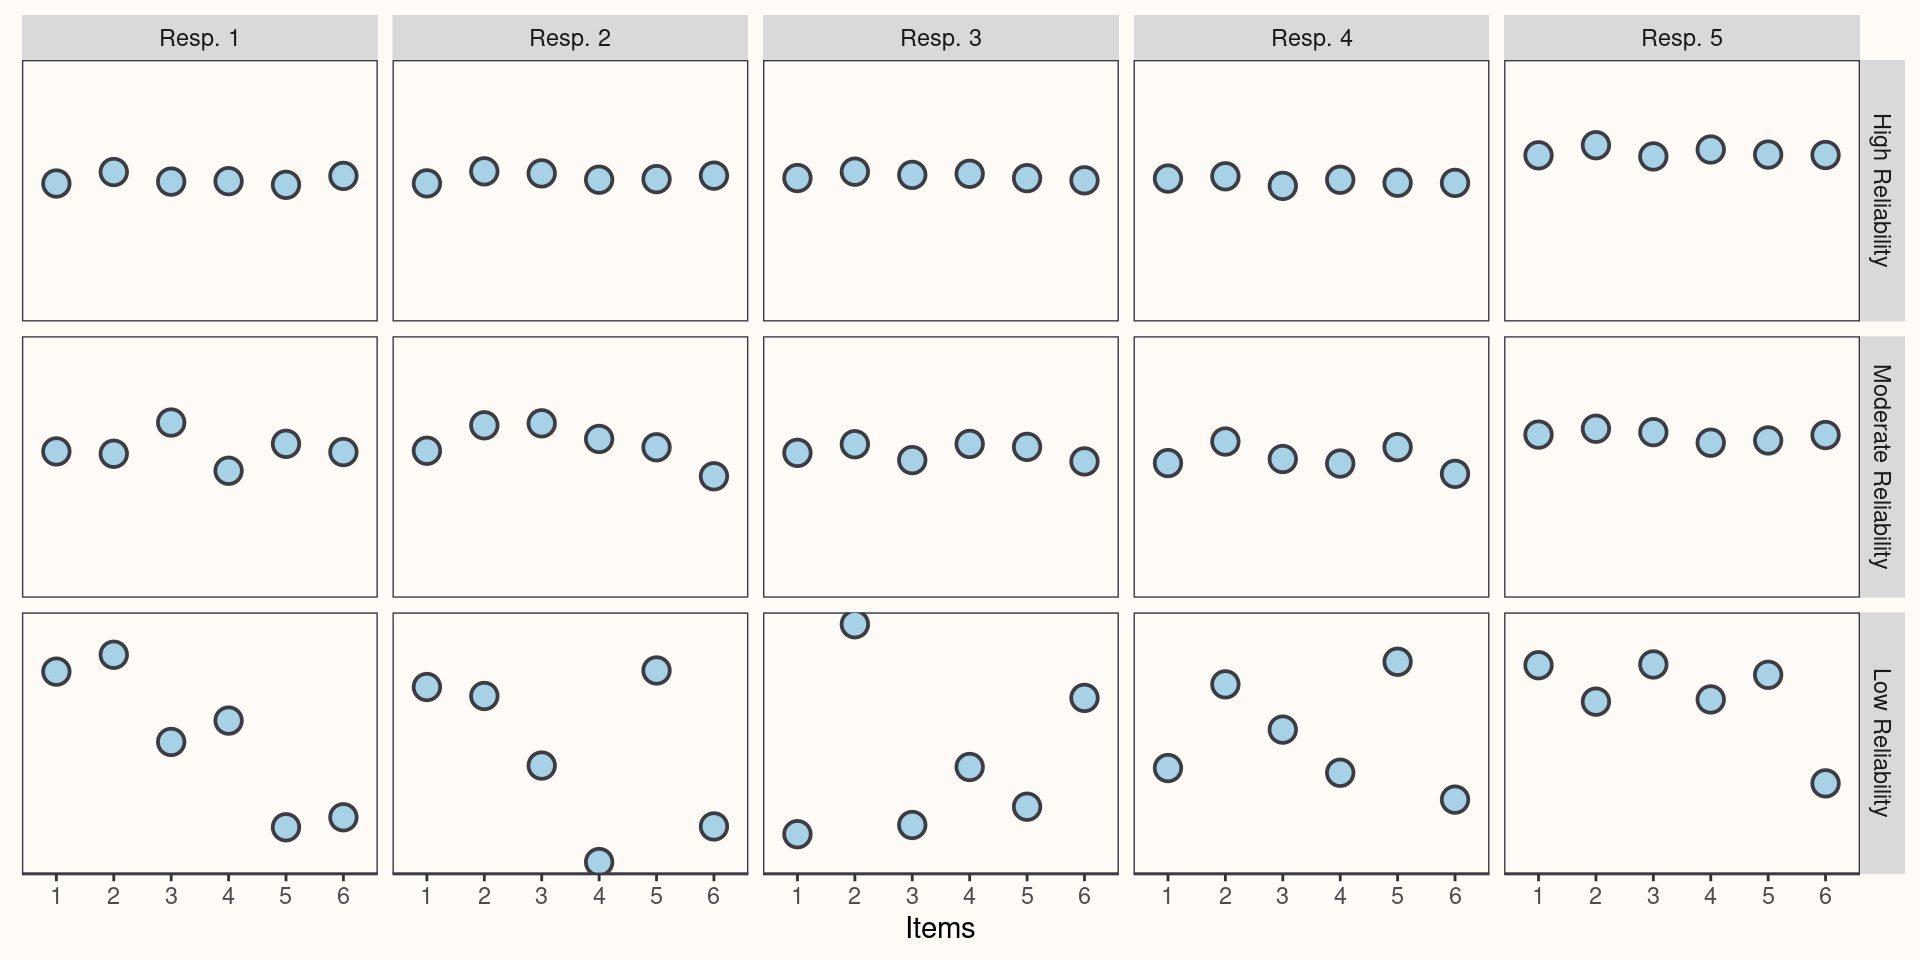 Resp. 1 Resp. 2 Resp. 3 Resp. 4 Resp. 5
High Reliability
Moderate Reliability
Low Reliability
1 2 3 4 5 6 1 2 3 4 5 6 1 2 3 4 5 6 1 2 3 4 5 6 1 2 3 4 5 6
Items